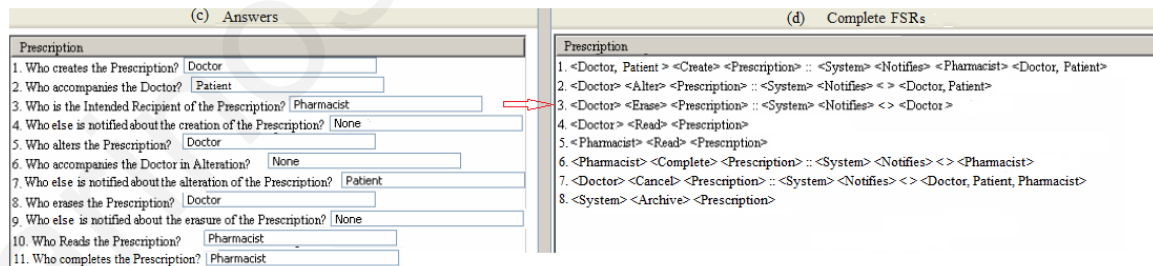 (c) Answers
Prescription
1. Who creates the Prescription? Doctor
2. Who accompanies the Doctor? Patient
3. Who is the Intended Recipient of the Prescription? Pharmacist
4. Who else is notified about the creation of the Prescription? None
5. Who alters the Prescription? Doctor
6. Who accompanies the Doctor in Alteration? None
7. Who else is notified about the alteration of the Prescription? Patient
8. Who erases the Prescription? Doctor
9. Who else is notified about the erasure of the Prescription? None
10. Who Reads the Prescription? Pharmacist
11. Who completes the Prescription? Pharmacist
(d) Complete FSRs
Prescription
1. <Doctor, Patient > <Create> <Prescription> :: <System> <Notifies> <Pharmacist> <Doctor, Patient>
2. <Doctor> <Alter> <Prescription> :: <System> <Notifies> < > <Doctor, Patient>
3. <Doctor> <Erase> <Prescription> :: <System> <Notifies> < > <Doctor >
4. <Doctor> <Read> <Prescription>
5. <Pharmacist> <Read> <Prescription>
6. <Pharmacist> <Complete> <Prescription> :: <System> <Notifies> < > <Pharmacist>
7. <Doctor> <Cancel> <Prescription> :: <System> <Notifies> < > <Doctor, Patient, Pharmacist>
8. <System> <Archive> <Prescription>